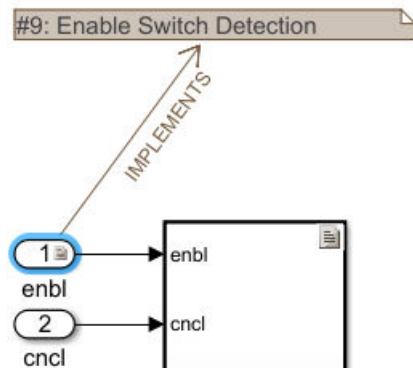 #9: Enable Switch Detection
IMPLEMENTS
1
enbl
enbl
2
cncl
cncl